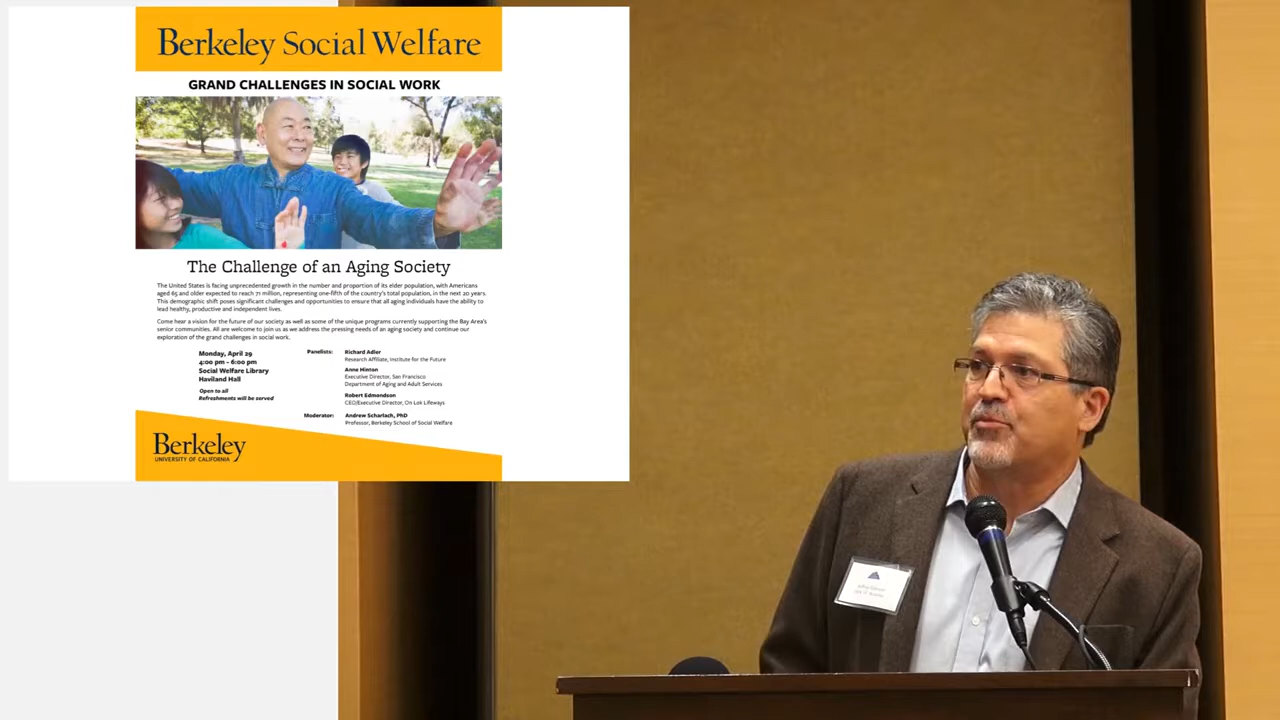 Berkeley Social Welfare
GRAND CHALLENGES IN SOCIAL WORK
The Challenge of an Aging Society
The United States is facing unprecedented growth in the number and proportion of its elder population, with Americans
aged 65 and older expected to reach 71 million, representing one-fifth of the country's total population, in the next 20 years.
This demographic shift poses significant challenges and opportunities to ensure that all aging individuals have the ability to
lead healthy, productive and independent lives.
Come hear a vision for the future of our society as well as some of the unique programs currently supporting the Bay Area's
senior communities. All are welcome to join us as we address the pressing needs of an aging society and continue our
exploration of the grand challenges in social work.
Monday, April 29
4:00 pm – 6:00 pm
Social Welfare Library
Haviland Hall
Open to all
Refreshments will be served
Panelists:
Richard Adler
Research Affiliate, Institute for the Future
Anne Hinton
Executive Director, San Francisco
Department of Aging and Adult Services
Robert Edmondson
CEO/Executive Director, On Lok Lifeways
Moderator:
Andrew Scharlach, PhD
Professor, Berkeley School of Social Welfare
Berkeley
UNIVERSITY OF CALIFORNIA